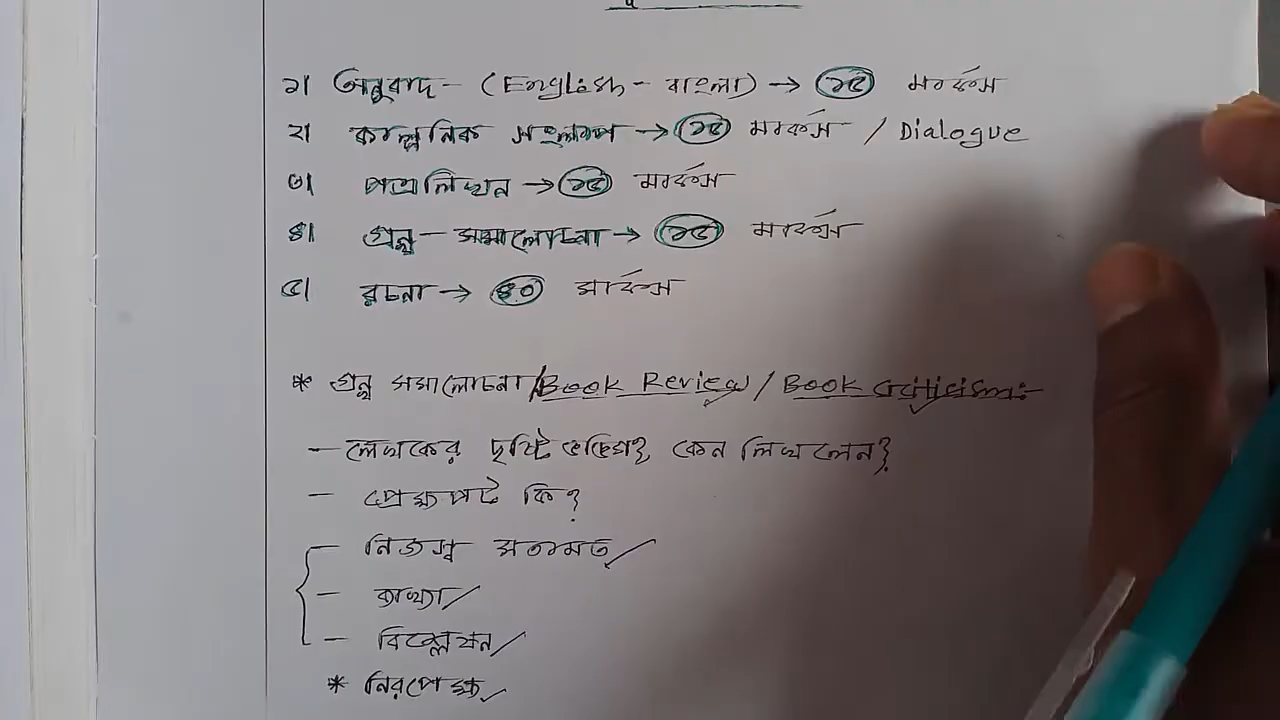 ১। অনুবাদ - (English - বাংলা) → ১৫ মার্কস
২। কাল্পনিক সংলাপ → ১৫ মার্কস / Dialogue
৩। পত্রলিখন → ১৫ মার্কস
৪। গ্রন্থ - সমালোচনা → ১৫ মার্কস
৫। রচনা → ৪০ মার্কস
* গ্রন্থ সমালোচনা / Book Review / Book Criticism :-
- লেখকের দৃষ্টিভঙ্গি? কেন লিখলেন?
- প্রেক্ষাপট কি?
- নিজস্ব মতামত
- ব্যাখ্যা
- বিশ্লেষন
* নিরপেক্ষ